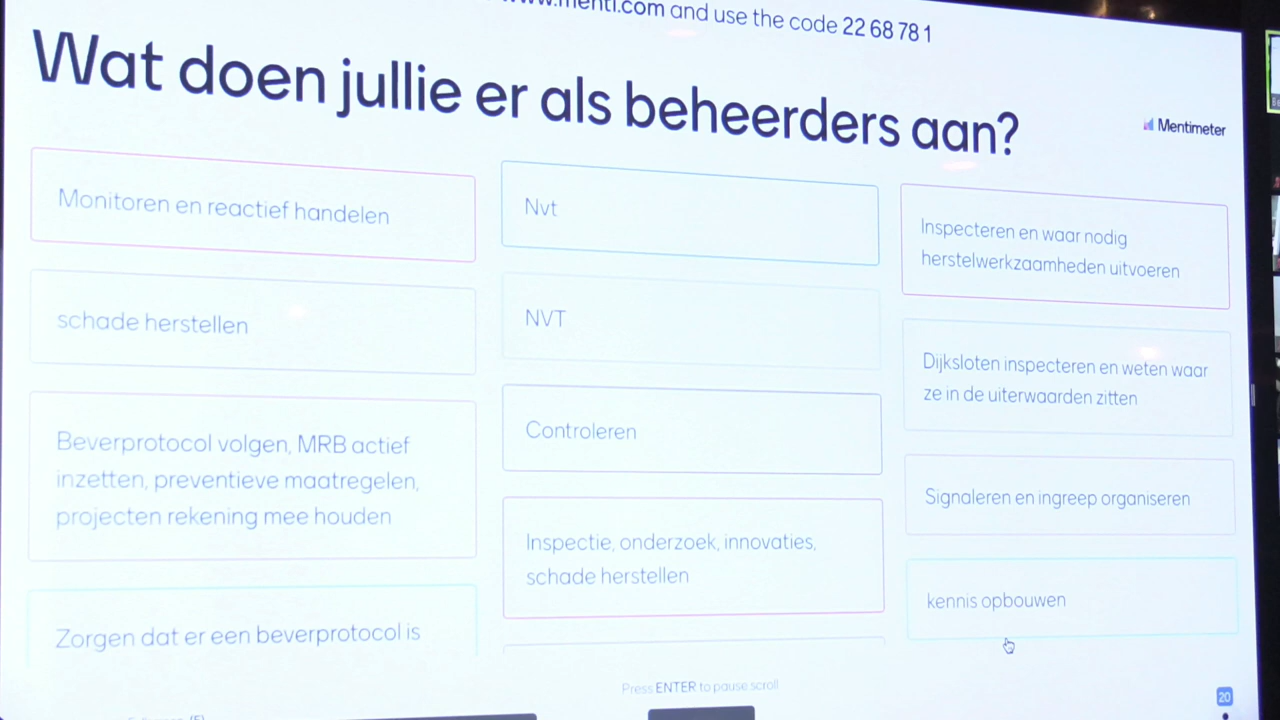 www.menti.com and use the code 22 68 78 1
Wat doen jullie er als beheerders aan?
Mentimeter
Monitoren en reactief handelen
schade herstellen
Beverprotocol volgen, MRB actief
inzetten, preventieve maatregelen,
projecten rekening mee houden
Zorgen dat er een beverprotocol is
Nvt
NVT
Controleren
Inspectie, onderzoek, innovaties,
schade herstellen
Inspecteren en waar nodig
herstelwerkzaamheden uitvoeren
Dijksloten inspecteren en weten waar
ze in de uiterwaarden zitten
Signaleren en ingreep organiseren
kennis opbouwen
Press ENTER to pause scroll
20